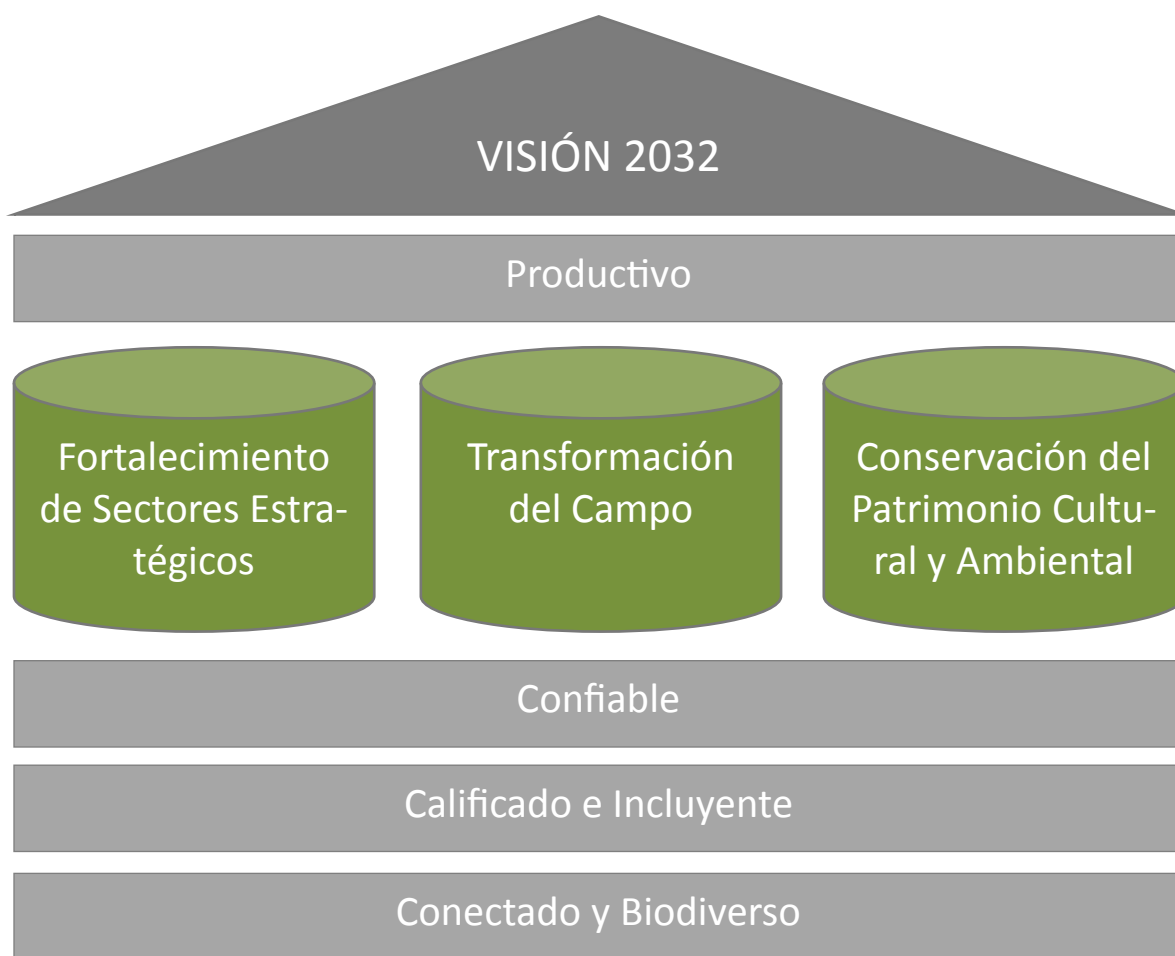 VISIÓN 2032
Productivo
Fortalecimiento
de Sectores Estra-
tégicos
Transformación
del Campo
Conservación del
Patrimonio Cultu-
ral y Ambiental
Confiable
Calificado e Incluyente
Conectado y Biodiverso